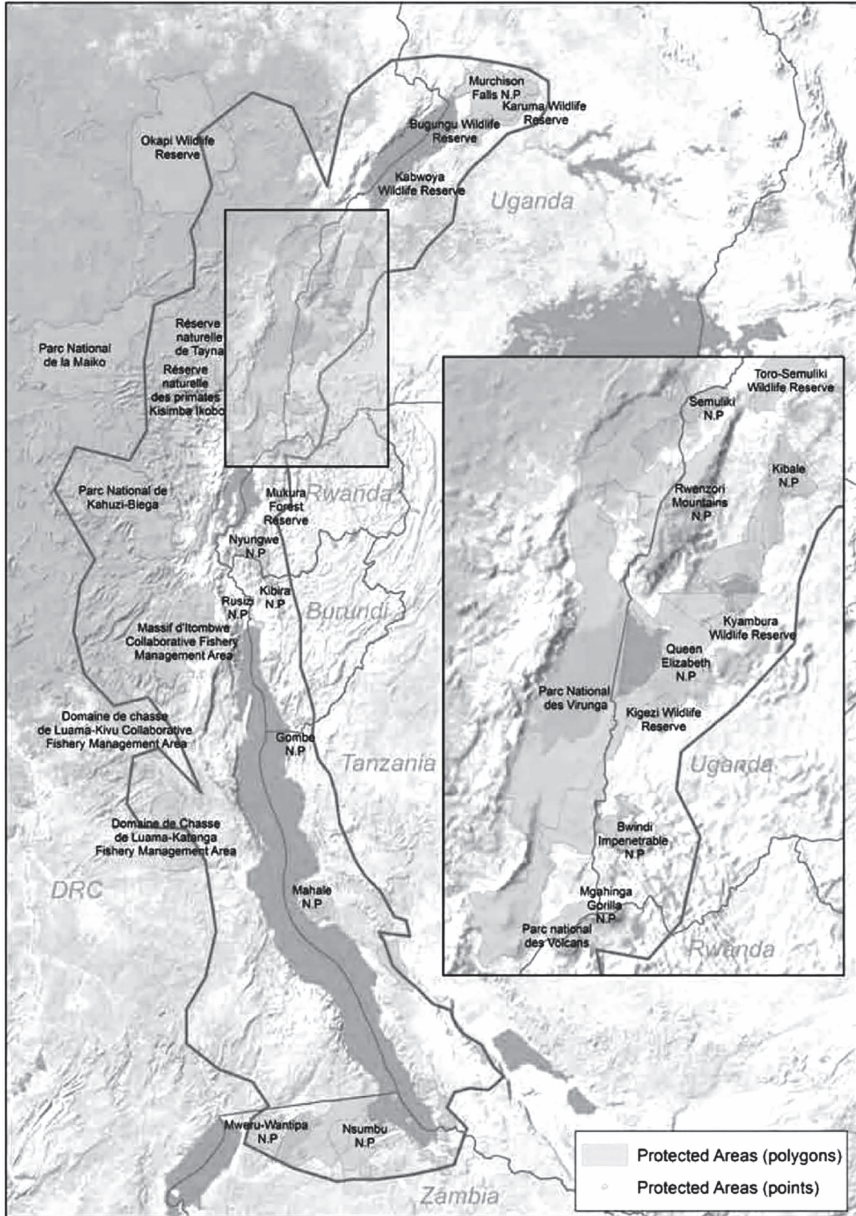 Murchison
Falls N.P
Karuma Wildlife
Reserve
Bugungu Wildlife
Reserve
Okapi Wildlife
Reserve
Kabwoya
Wildlife Reserve
Uganda
Parc National
de la Maiko
Réserve
naturelle
de Tayna
Réserve
naturelle
des primates
Kisimba Ikobo
Parc National de
Kahuzi-Biega
Mukura
Forest
Reserve
Rwanda
Nyungwe
N.P
Kibira
N.P
Rusizi
N.P
Burundi
Massif d'Itombwe
Collaborative Fishery
Management Area
Domaine de chasse
de Luama-Kivu Collaborative
Fishery Management Area
Gombe
N.P
Tanzania
Domaine de Chasse
de Luama-Katanga
Fishery Management Area
DRC
Mahale
N.P
Mweru-Wantipa
N.P
Nsumbu
N.P
Zambia
Toro-Semuliki
Wildlife Reserve
Semuliki
N.P
Kibale
N.P
Rwenzori
Mountains
N.P
Kyambura
Wildlife Reserve
Queen
Elizabeth
N.P
Parc National
des Virunga
Kigezi Wildlife
Reserve
Uganda
Bwindi
Impenetrable
N.P
Mgahinga
Gorilla
N.P
Parc national
des Volcans
Rwanda
Protected Areas (polygons)
Protected Areas (points)